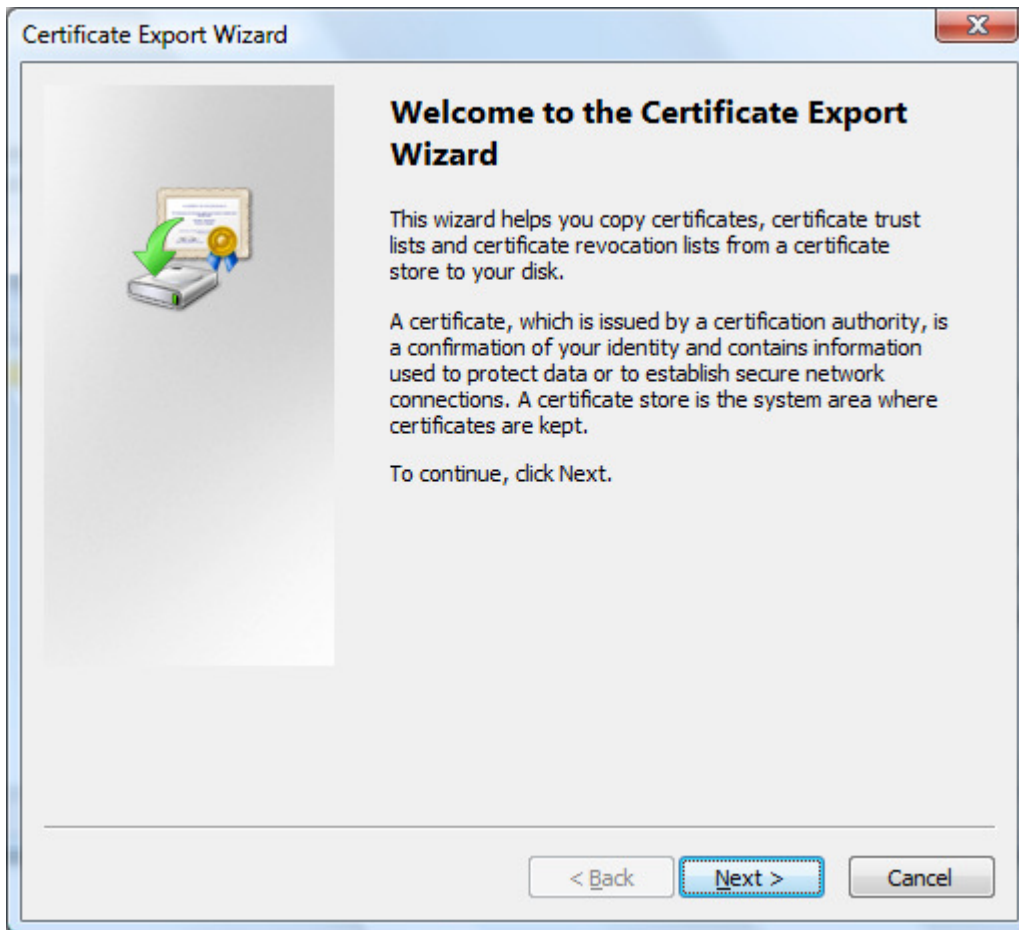 Certificate Export Wizard
Welcome to the Certificate Export
Wizard
This wizard helps you copy certificates, certificate trust
lists and certificate revocation lists from a certificate
store to your disk.
A certificate, which is issued by a certification authority, is
a confirmation of your identity and contains information
used to protect data or to establish secure network
connections. A certificate store is the system area where
certificates are kept.
To continue, click Next.
< Back
Next >
Cancel